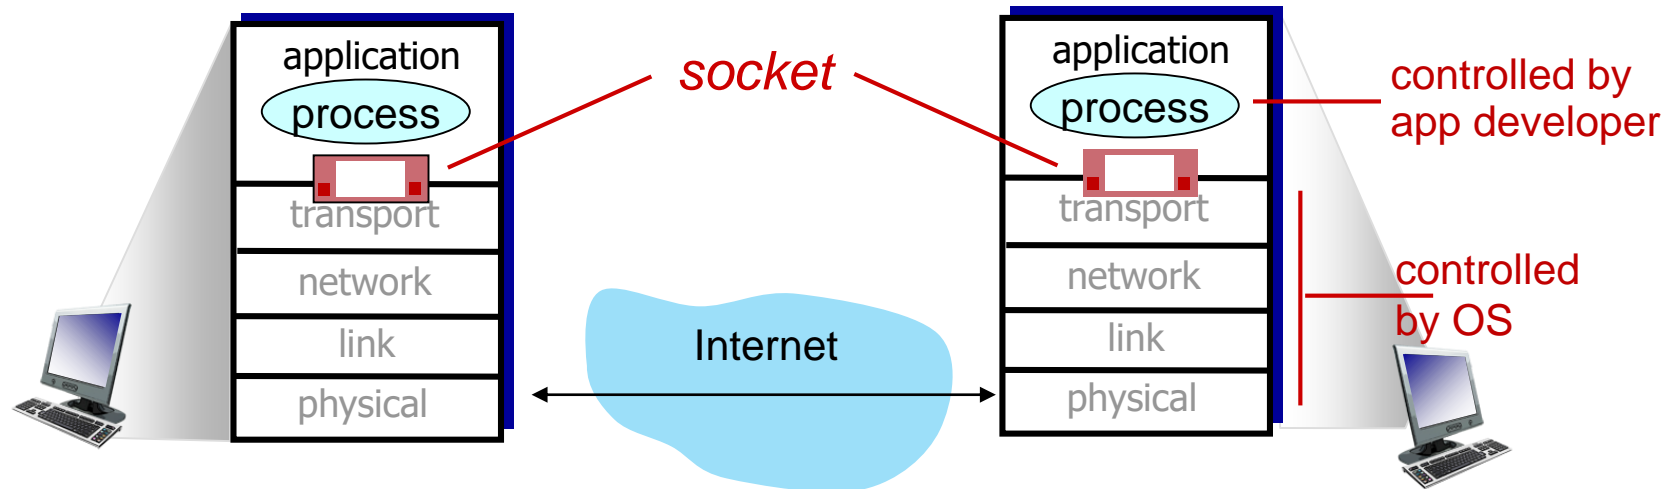 application
process
transport
network
link
physical
socket
Internet
application
process
transport
network
link
physical
controlled by
app developer
controlled
by OS